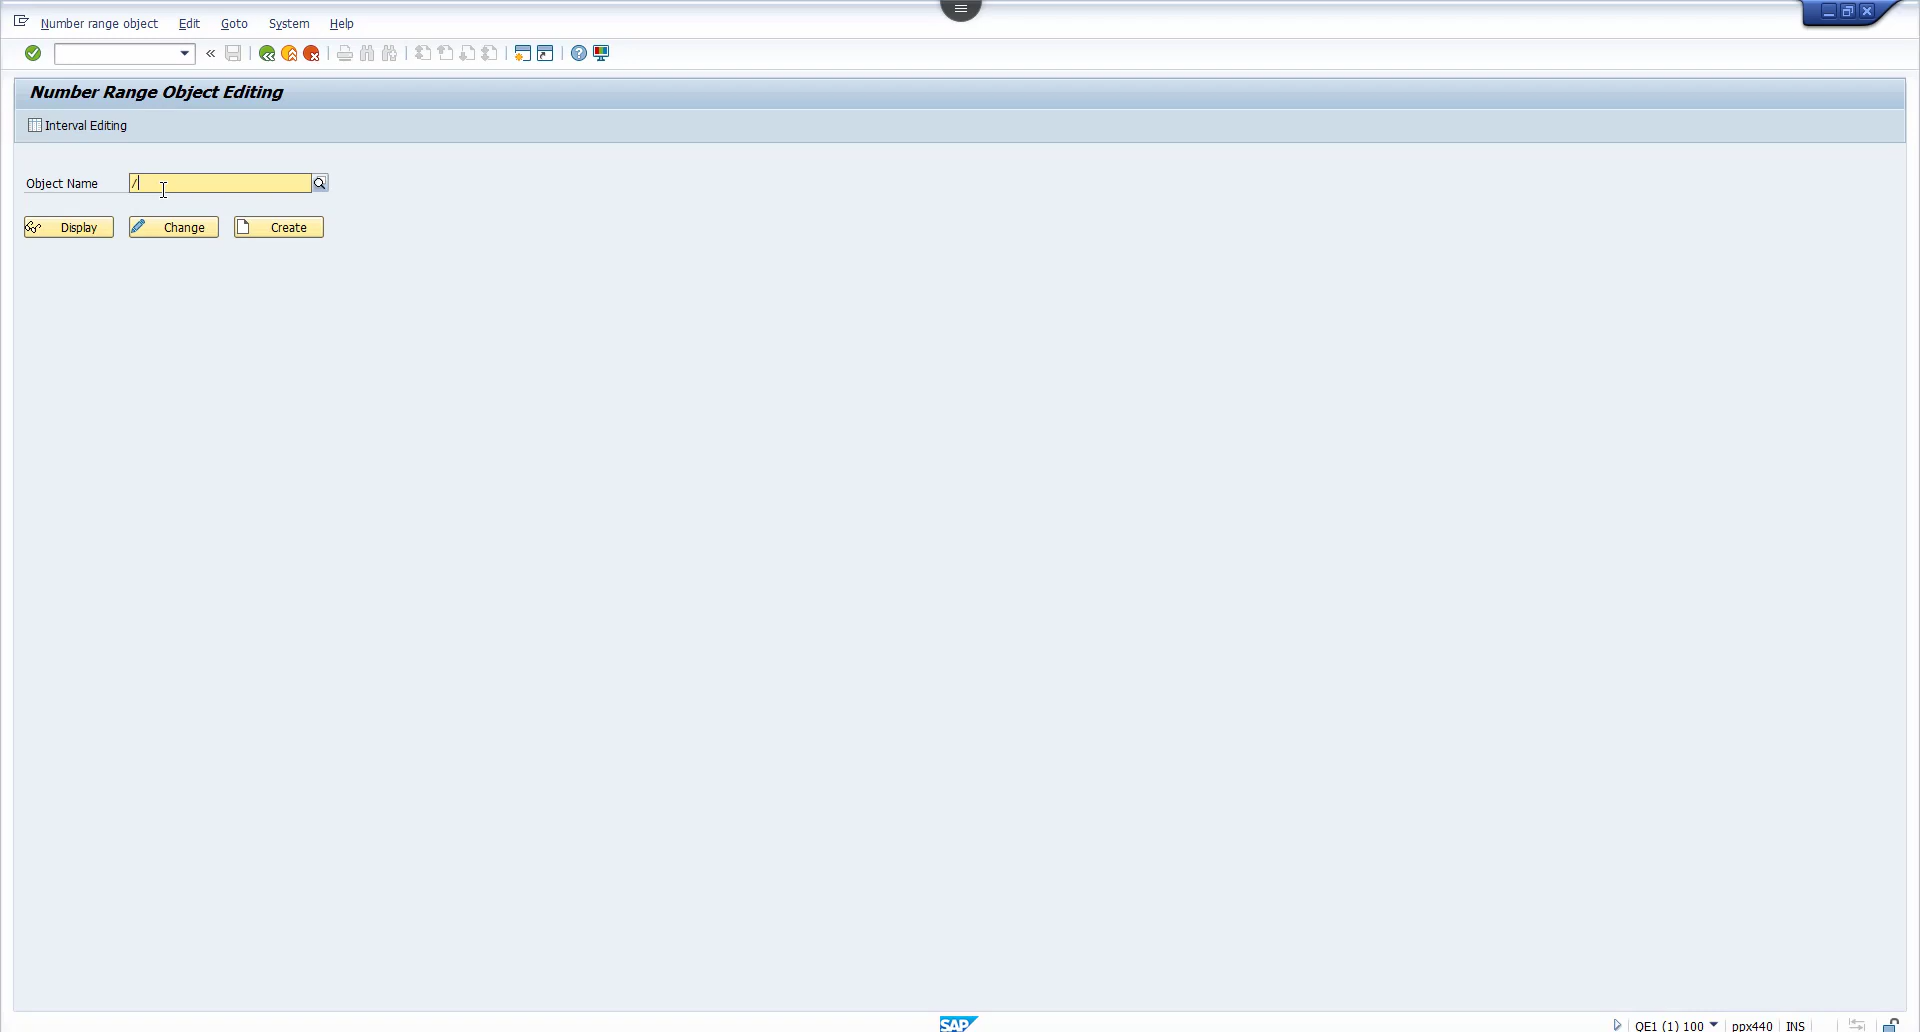 Number range object Edit Goto System Help
Number Range Object Editing
Interval Editing
Object Name /
Display Change Create
SAP QE1 (1) 100 ppx440 INS